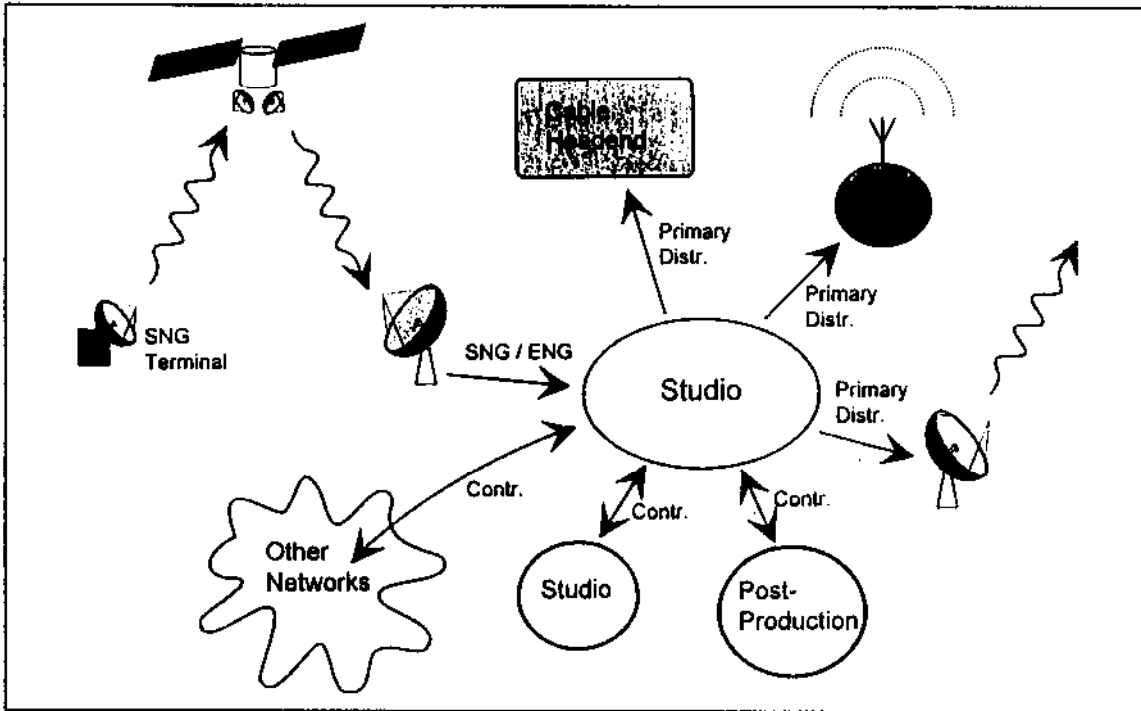 Cable
Headend
Primary
Distr.
Primary
Distr.
SNG
Terminal
SNG / ENG
Studio
Primary
Distr.
Contr.
Contr.
Contr.
Other
Networks
Studio
Post-
Production